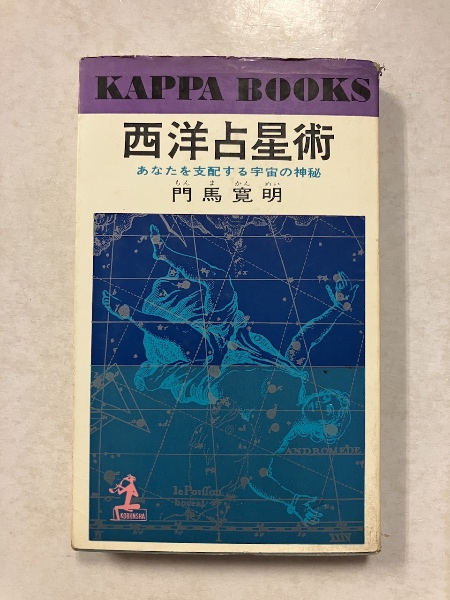 KAPPA BOOKS
西洋占星術
あなたを支配する宇宙の神秘
もん ま かん めい
門馬寛明
ANDROMEDE
le Poisson
boreal
KOBUNSHA